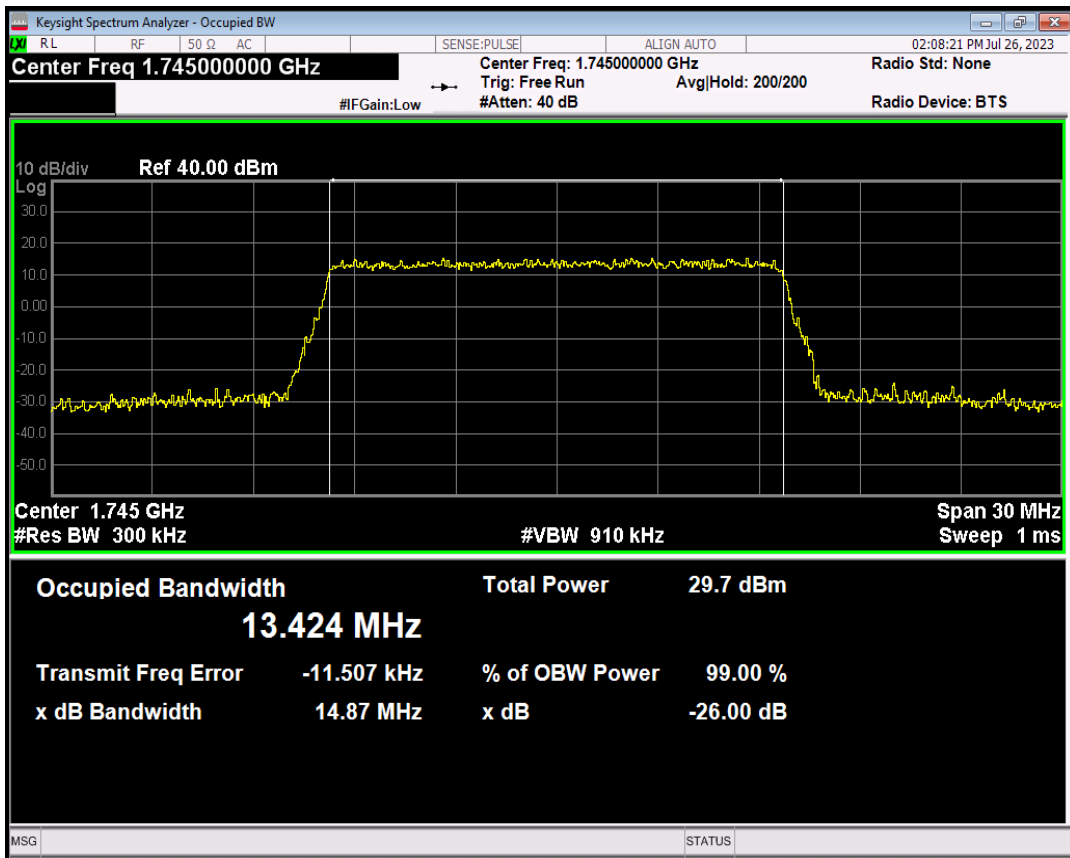 Keysight Spectrum Analyzer - Occupied BW
LXI RL RF 50 Ω AC SENSE:PULSE ALIGN AUTO 02:08:21 PM Jul 26, 2023
Center Freq 1.745000000 GHz Center Freq: 1.745000000 GHz Radio Std: None
Trig: Free Run Avg|Hold: 200/200
#IFGain:Low #Atten: 40 dB Radio Device: BTS
10 dB/div Ref 40.00 dBm
Log
30.0
20.0
10.0
0.00
-10.0
-20.0
-30.0
-40.0
-50.0
Center 1.745 GHz Span 30 MHz
#Res BW 300 kHz #VBW 910 kHz Sweep 1 ms
Occupied Bandwidth Total Power 29.7 dBm
13.424 MHz
Transmit Freq Error -11.507 kHz % of OBW Power 99.00 %
x dB Bandwidth 14.87 MHz x dB -26.00 dB
MSG STATUS